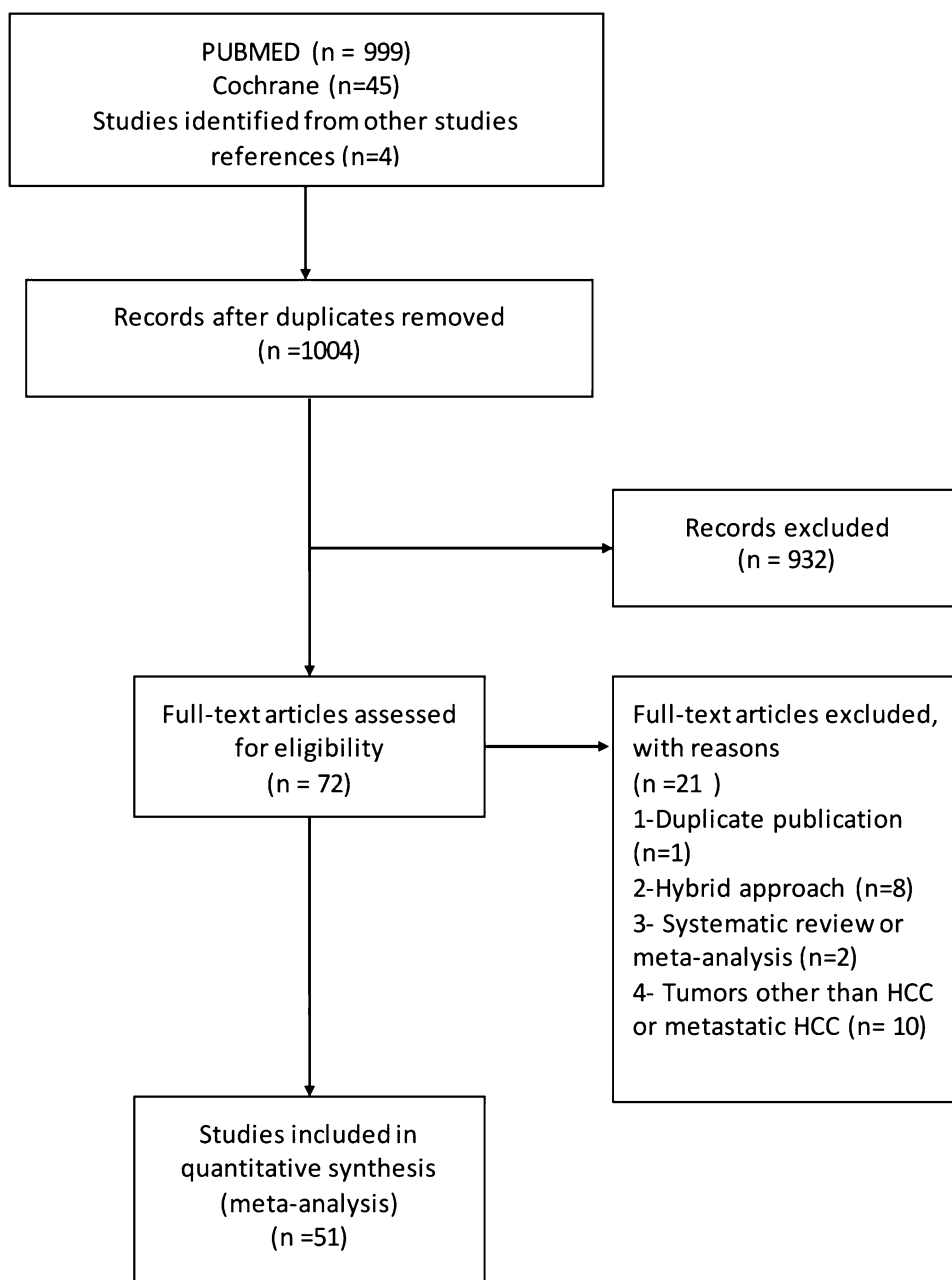 PUBMED (n = 999)
Cochrane (n=45)
Studies identified from other studies
references (n=4)
Records after duplicates removed
(n =1004)
Records excluded
(n = 932)
Full-text articles assessed
for eligibility
(n = 72)
Full-text articles excluded,
with reasons
(n =21 )
1-Duplicate publication
(n=1)
2-Hybrid approach (n=8)
3- Systematic review or
meta-analysis (n=2)
4- Tumors other than HCC
or metastatic HCC (n= 10)
Studies included in
quantitative synthesis
(meta-analysis)
(n =51)